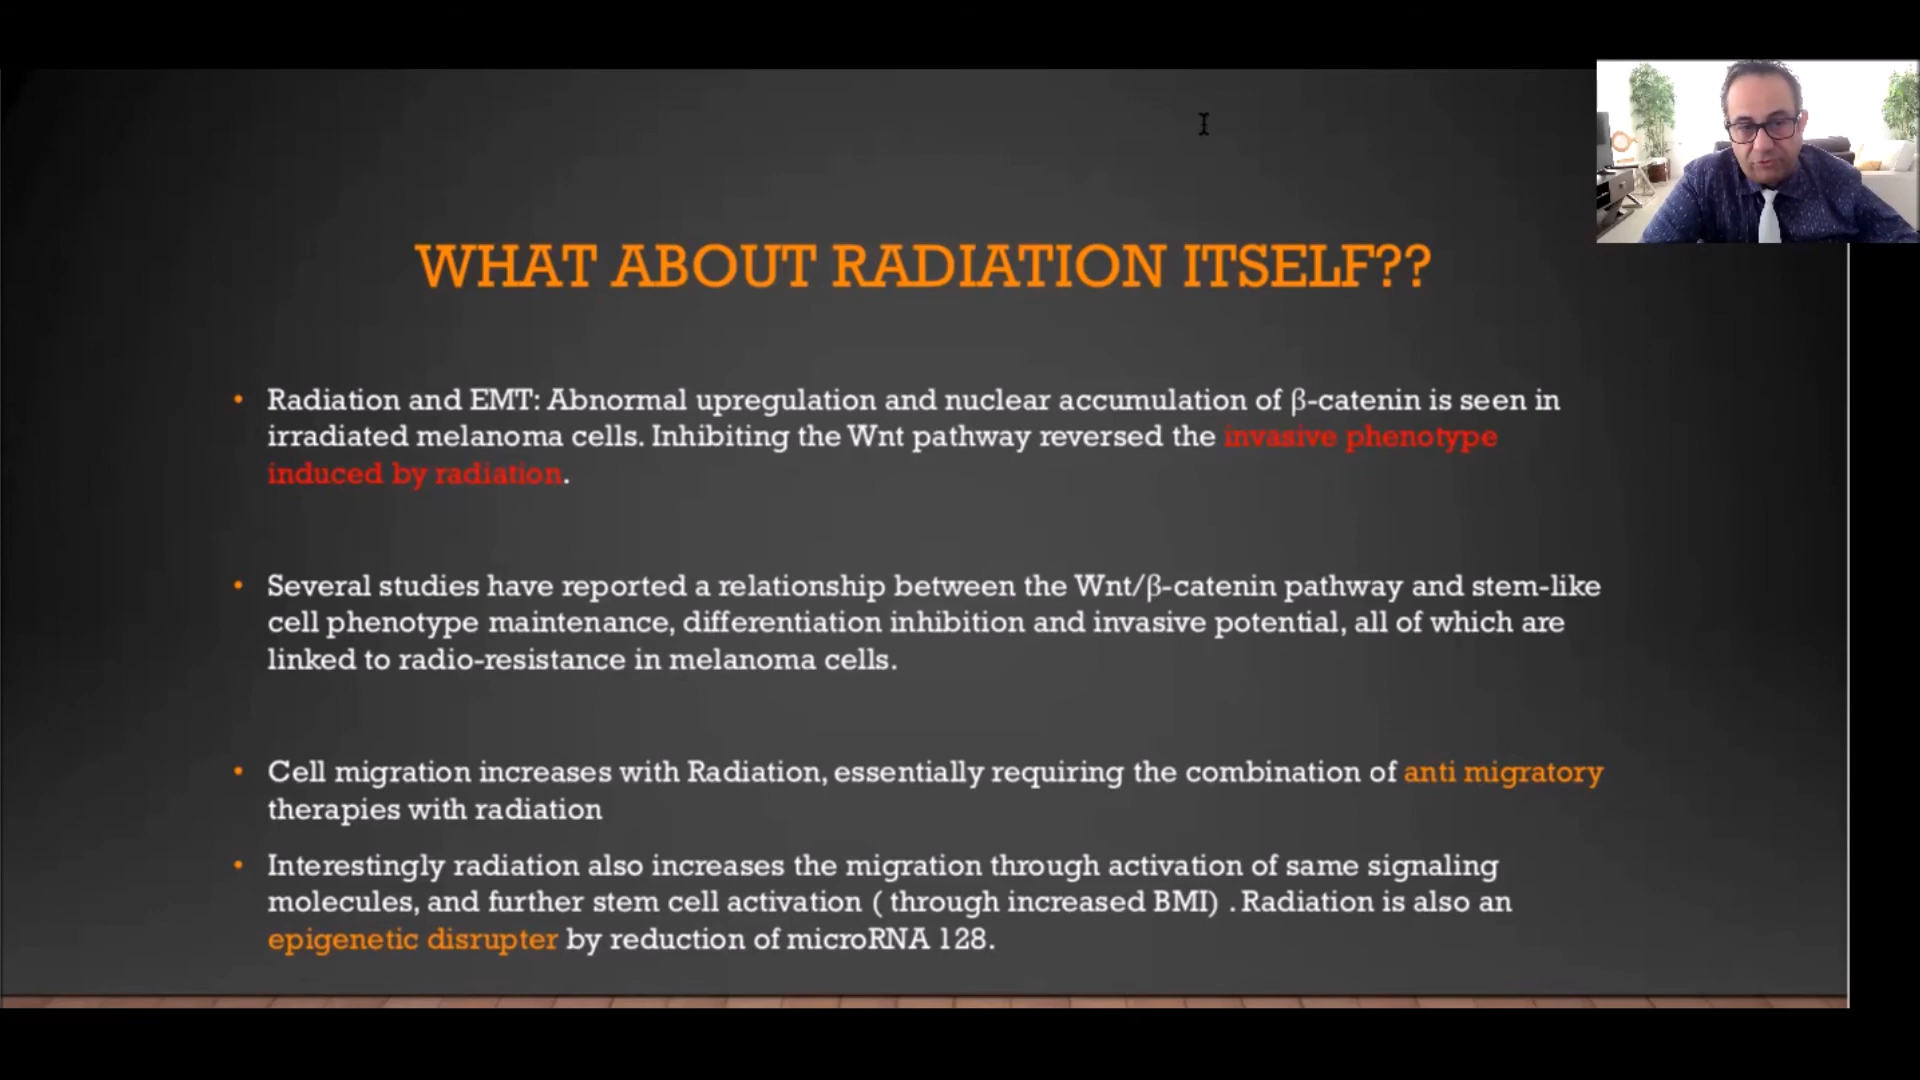 WHAT ABOUT RADIATION ITSELF??
• Radiation and EMT: Abnormal upregulation and nuclear accumulation of β-catenin is seen in
irradiated melanoma cells. Inhibiting the Wnt pathway reversed the invasive phenotype
induced by radiation.
• Several studies have reported a relationship between the Wnt/β-catenin pathway and stem-like
cell phenotype maintenance, differentiation inhibition and invasive potential, all of which are
linked to radio-resistance in melanoma cells.
• Cell migration increases with Radiation, essentially requiring the combination of anti migratory
therapies with radiation
• Interestingly radiation also increases the migration through activation of same signaling
molecules, and further stem cell activation ( through increased BMI) . Radiation is also an
epigenetic disrupter by reduction of microRNA 128.